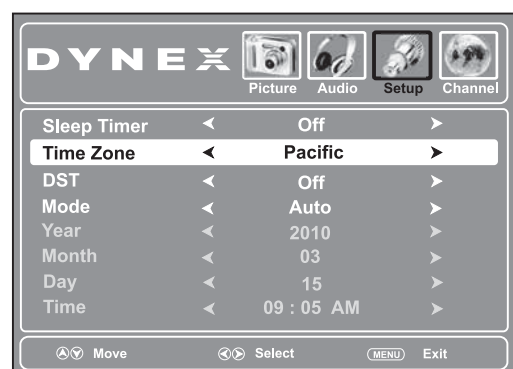 DYNEX
Picture Audio Setup Channel
Sleep Timer Off
Time Zone Pacific
DST Off
Mode Auto
Year 2010
Month 03
Day 15
Time 09 : 05 AM
Move Select MENU Exit